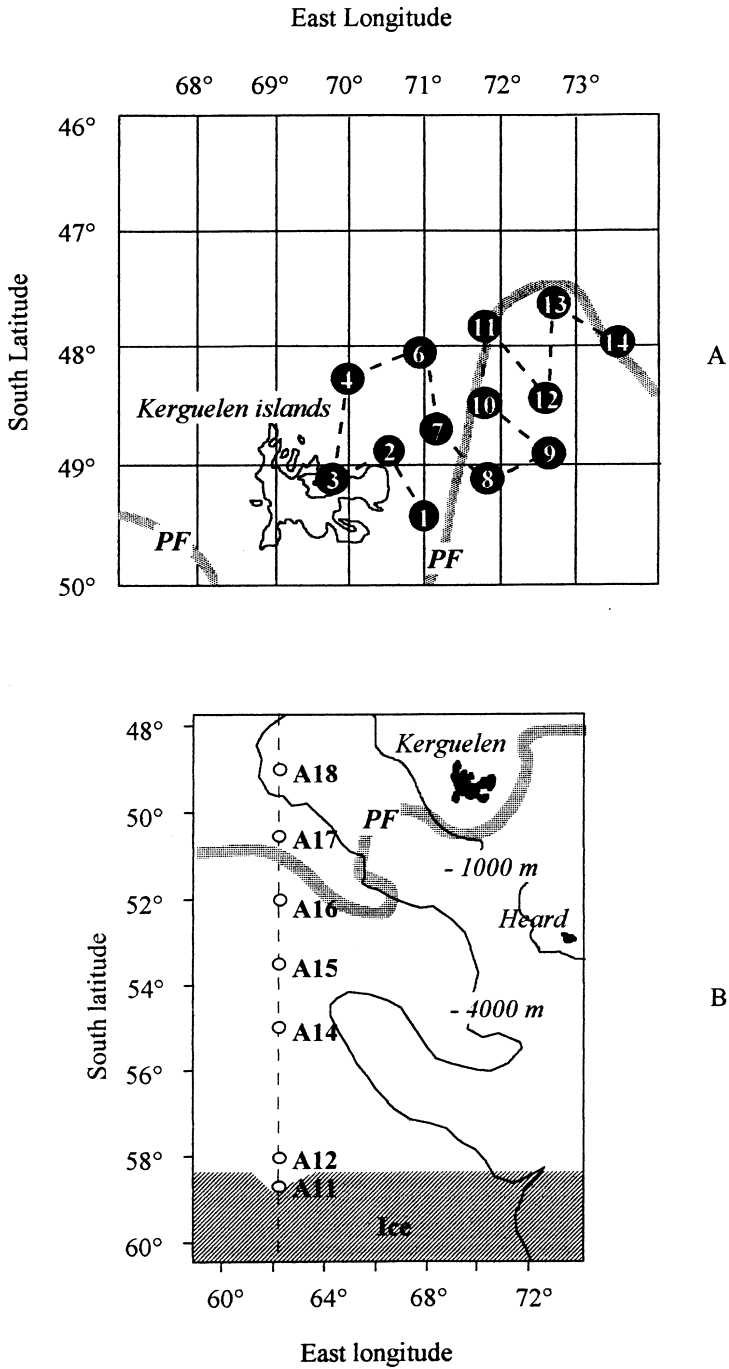 East Longitude
68° 69° 70° 71° 72° 73°
46°
47°
48°
49°
50°
South Latitude
A
Kerguelen islands
11 13 14
6
4
10 12
7
2 9
3 8
1
PF
PF
48°
50°
52°
54°
56°
58°
60°
South latitude
B
Kerguelen
A18
PF
A17
- 1000 m
A16
Heard
A15
- 4000 m
A14
A12
A11
Ice
60° 64° 68° 72°
East longitude